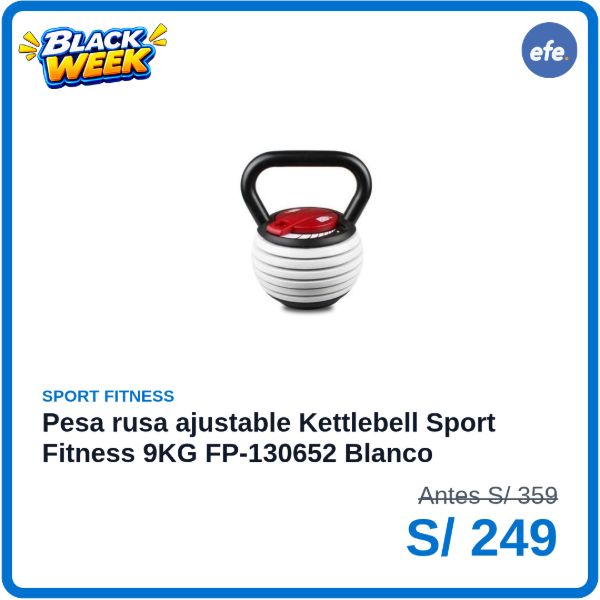 BLACK
WEEK
efe.
SPORT FITNESS
Pesa rusa ajustable Kettlebell Sport
Fitness 9KG FP-130652 Blanco
Antes S/ 359
S/ 249